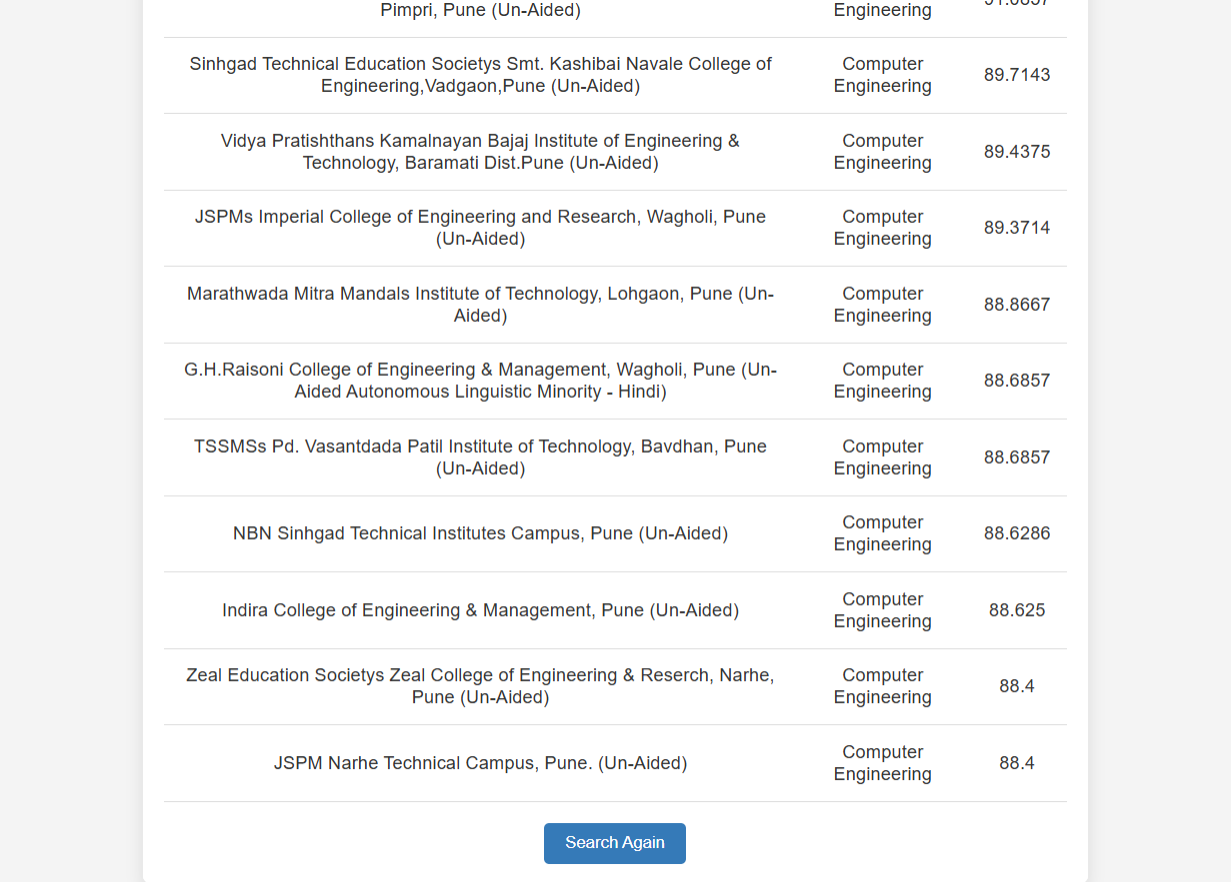 Pimpri, Pune (Un-Aided)
Engineering
Sinhgad Technical Education Societys Smt. Kashibai Navale College of
Engineering,Vadgaon,Pune (Un-Aided)
Computer
Engineering
89.7143
Vidya Pratishthans Kamalnayan Bajaj Institute of Engineering &
Technology, Baramati Dist.Pune (Un-Aided)
Computer
Engineering
89.4375
JSPMs Imperial College of Engineering and Research, Wagholi, Pune
(Un-Aided)
Computer
Engineering
89.3714
Marathwada Mitra Mandals Institute of Technology, Lohgaon, Pune (Un-
Aided)
Computer
Engineering
88.8667
G.H.Raisoni College of Engineering & Management, Wagholi, Pune (Un-
Aided Autonomous Linguistic Minority - Hindi)
Computer
Engineering
88.6857
TSSMSs Pd. Vasantdada Patil Institute of Technology, Bavdhan, Pune
(Un-Aided)
Computer
Engineering
88.6857
NBN Sinhgad Technical Institutes Campus, Pune (Un-Aided)
Computer
Engineering
88.6286
Indira College of Engineering & Management, Pune (Un-Aided)
Computer
Engineering
88.625
Zeal Education Societys Zeal College of Engineering & Reserch, Narhe,
Pune (Un-Aided)
Computer
Engineering
88.4
JSPM Narhe Technical Campus, Pune. (Un-Aided)
Computer
Engineering
88.4
Search Again